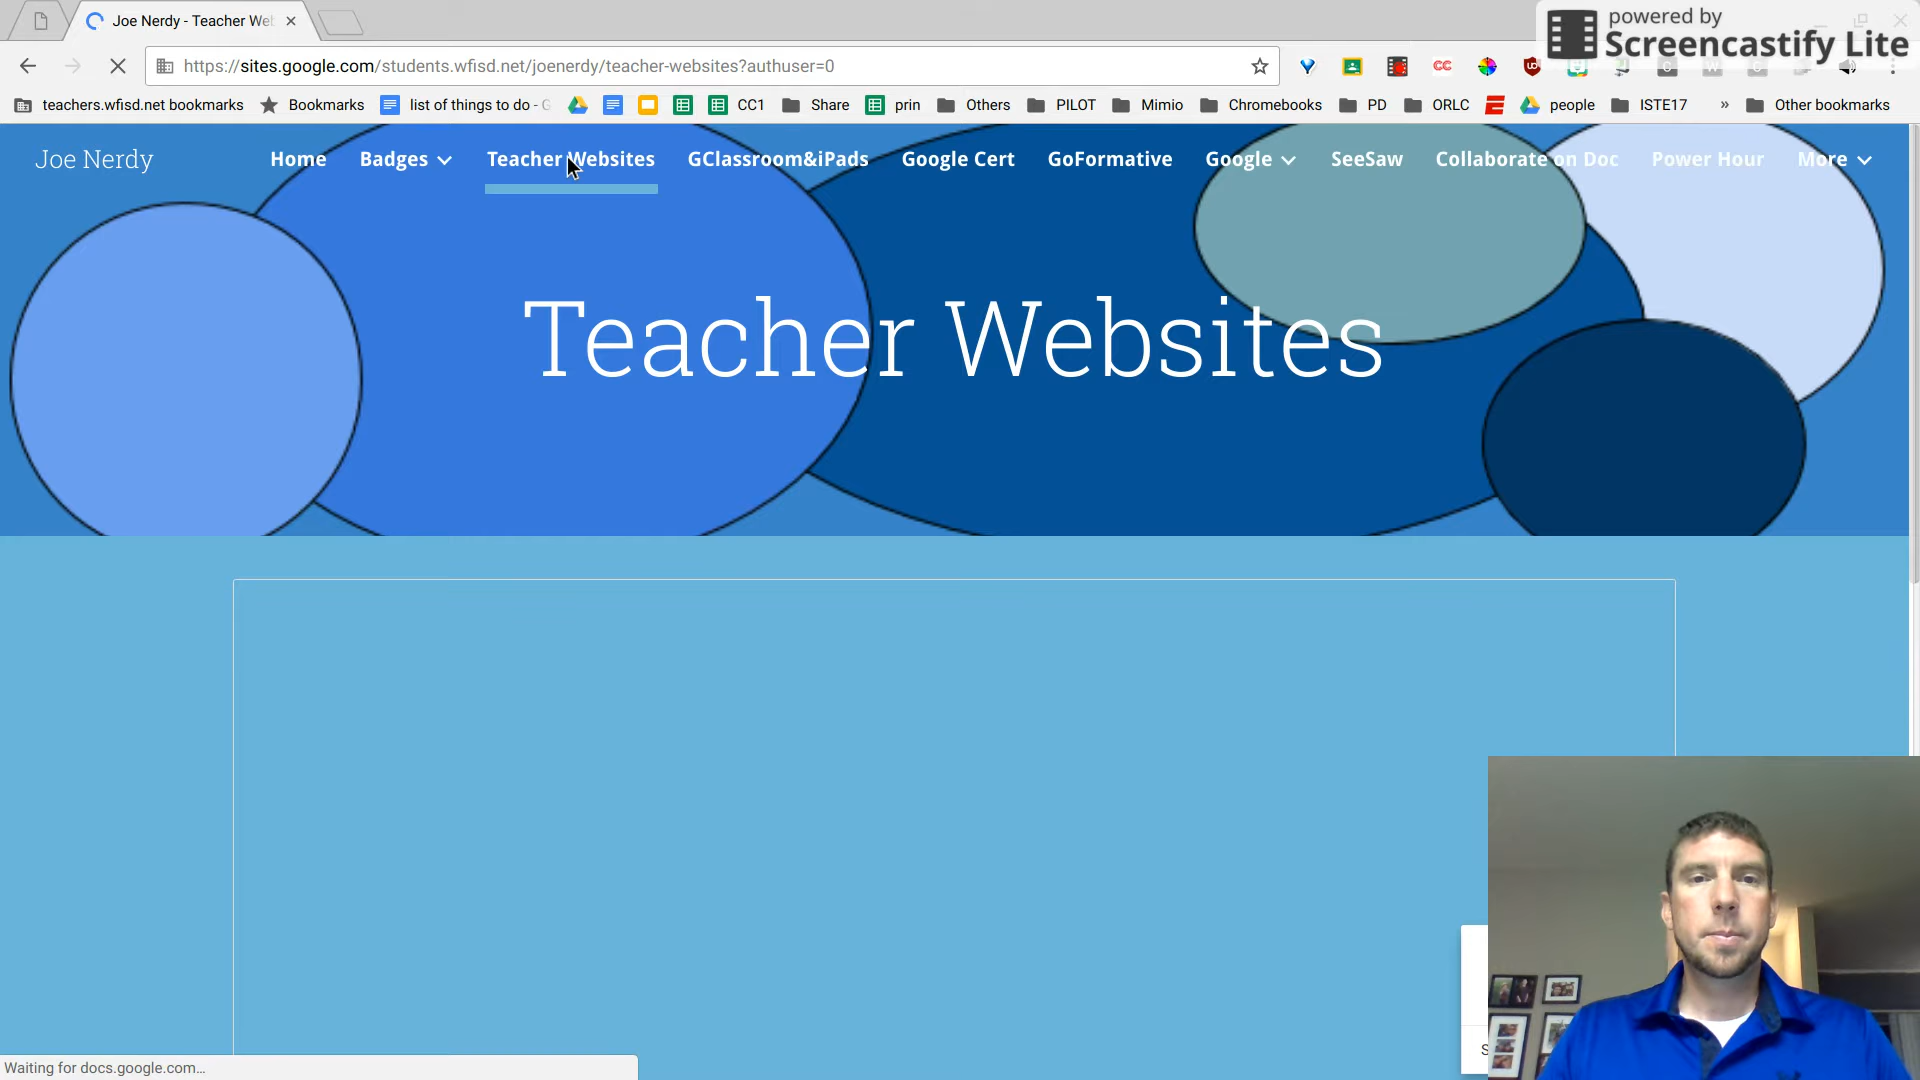 Joe Nerdy - Teacher We
powered by
Screencastify Lite
https://sites.google.com/students.wfisd.net/joenerdy/teacher-websites?authuser=0
teachers.wfisd.net bookmarks Bookmarks list of things to do - G CC1 Share prin Others PILOT Mimio Chromebooks PD ORLC people ISTE17 » Other bookmarks
Joe Nerdy Home Badges Teacher Websites GClassroom&iPads Google Cert GoFormative Google SeeSaw Collaborate on Doc Power Hour More
Teacher Websites
Waiting for docs.google.com...